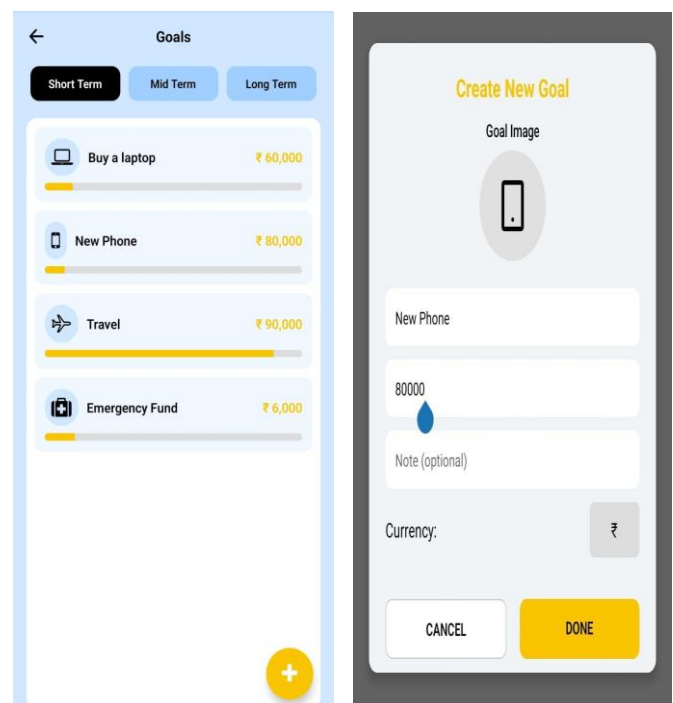 Goals
Short Term Mid Term Long Term
Buy a laptop ₹ 60,000
New Phone ₹ 80,000
Travel ₹ 90,000
Emergency Fund ₹ 6,000
+
Create New Goal
Goal Image
New Phone
80000
Note (optional)
Currency: ₹
CANCEL DONE